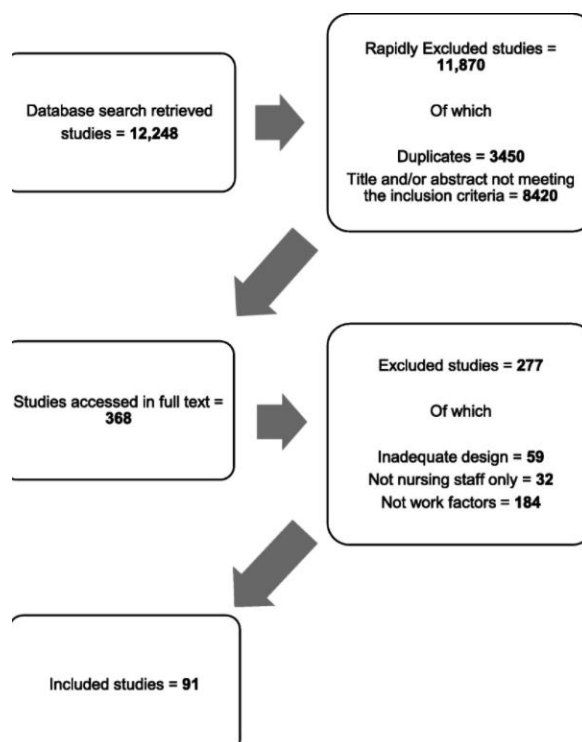 Database search retrieved
studies = 12,248
Rapidly Excluded studies =
11,870
Of which
Duplicates = 3450
Title and/or abstract not meeting
the inclusion criteria = 8420
Studies accessed in full text =
368
Excluded studies = 277
Of which
Inadequate design = 59
Not nursing staff only = 32
Not work factors = 184
Included studies = 91